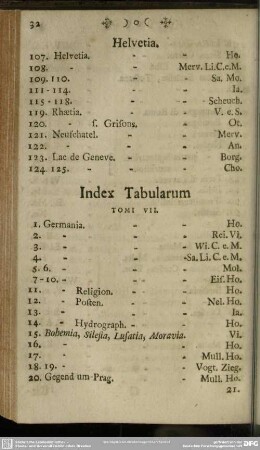 32
Helvetia.
107. Helvetia. - - Ho.
108. - - Merv. Li. C. e. M.
109. 110. - - Sa. Mo.
111 - 114. - - Ia.
115 - 118. - - Scheuch.
119. Rhætia. - - V. e. S.
120. - f. Grisons. - Ot.
121. Neufchatel. - - Merv.
122. - - An.
123. Lac de Geneve. - - Borg.
124. 125. - - Cho.
Index Tabularum
TOMI VII.
1. Germania. - - Ho.
2. - - Rei. Vi.
3. - - Wi. C. e. M.
4. - - Sa. Li. C. e. M.
5. 6. - - Mol.
7 - 10. - - Eis. Ho.
11. - Religion. - Ho.
12. - Posten. - Nel. Ho.
13. - - Ia.
14. - Hydrograph. - Ho.
15. Bohemia, Silesia, Lusatia, Moravia. Vi.
16. - - Ho.
17. - - Mull. Ho.
18. 19. - - Vogt. Zieg.
20. Gegend um Prag. - Mull. Ho.
21.
DFG